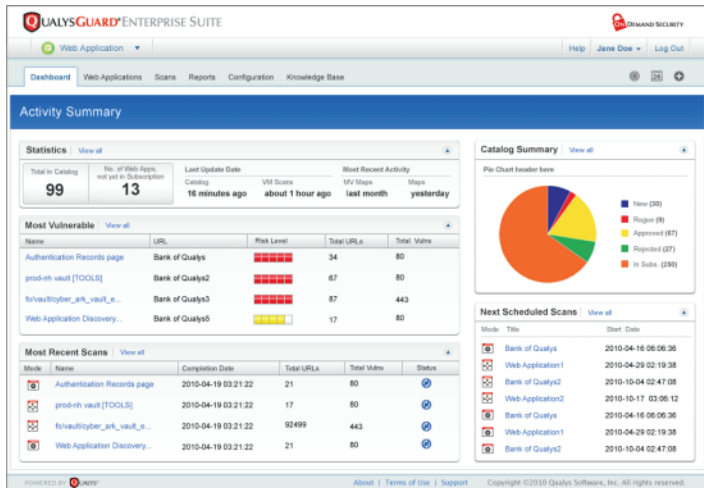 QUALYSGUARD® ENTERPRISE SUITE
ON DEMAND SECURITY
Web Application
Help Jane Doe Log Out
Dashboard Web Applications Scans Reports Configuration Knowledge Base
Activity Summary
Statistics View all
Total in Catalog
99
No. of Web Apps.
not yet in Subscription
13
Last Update Date
Catalog
16 minutes ago
VM Scans
about 1 hour ago
Most Recent Activity
MV Maps
last month
Maps
yesterday
Most Vulnerable View all
Name URL Risk Level Total URLs Total Vulns
Authentication Records page Bank of Qualys 34 80
prod-nh vault [TOOLS] Bank of Qualys2 67 80
fo/vault/cyber_ark_vault_e... Bank of Qualys3 87 443
Web Application Discovery... Bank of Qualys5 17 80
Most Recent Scans View all
Mode Name Completion Date Total URLs Total Vulns Status
Authentication Records page 2010-04-19 03:21:22 21 80
prod-nh vault [TOOLS] 2010-04-19 03:21:22 17 80
fo/vault/cyber_ark_vault_e... 2010-04-19 03:21:22 92499 443
Web Application Discovery... 2010-04-19 03:21:22 21 80
Catalog Summary View all
Pie Chart header here
New (30)
Rogue (9)
Approved (67)
Rejected (27)
In Subs. (250)
Next Scheduled Scans View all
Mode Title Start Date
Bank of Qualys 2010-04-16 06:06:36
Web Application1 2010-04-29 02:19:38
Bank of Qualys2 2010-10-04 02:47:08
Web Application2 2010-10-17 03:06:12
Bank of Qualys 2010-04-16 06:06:36
Web Application1 2010-04-29 02:19:38
Bank of Qualys2 2010-10-04 02:47:08
POWERED BY QUALYS®
About | Terms of Use | Support
Copyright ©2010 Qualys Software, Inc. All rights reserved.